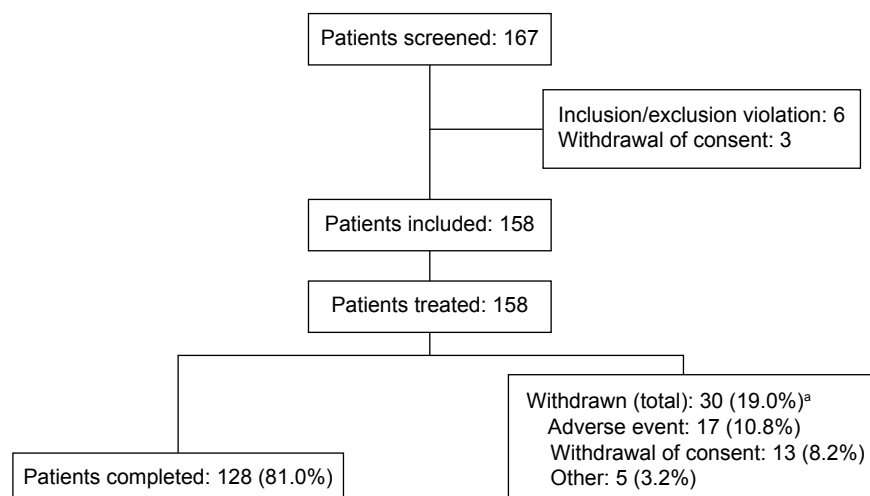 Patients screened: 167
Inclusion/exclusion violation: 6
Withdrawal of consent: 3
Patients included: 158
Patients treated: 158
Withdrawn (total): 30 (19.0%)ᵃ
Adverse event: 17 (10.8%)
Withdrawal of consent: 13 (8.2%)
Other: 5 (3.2%)
Patients completed: 128 (81.0%)